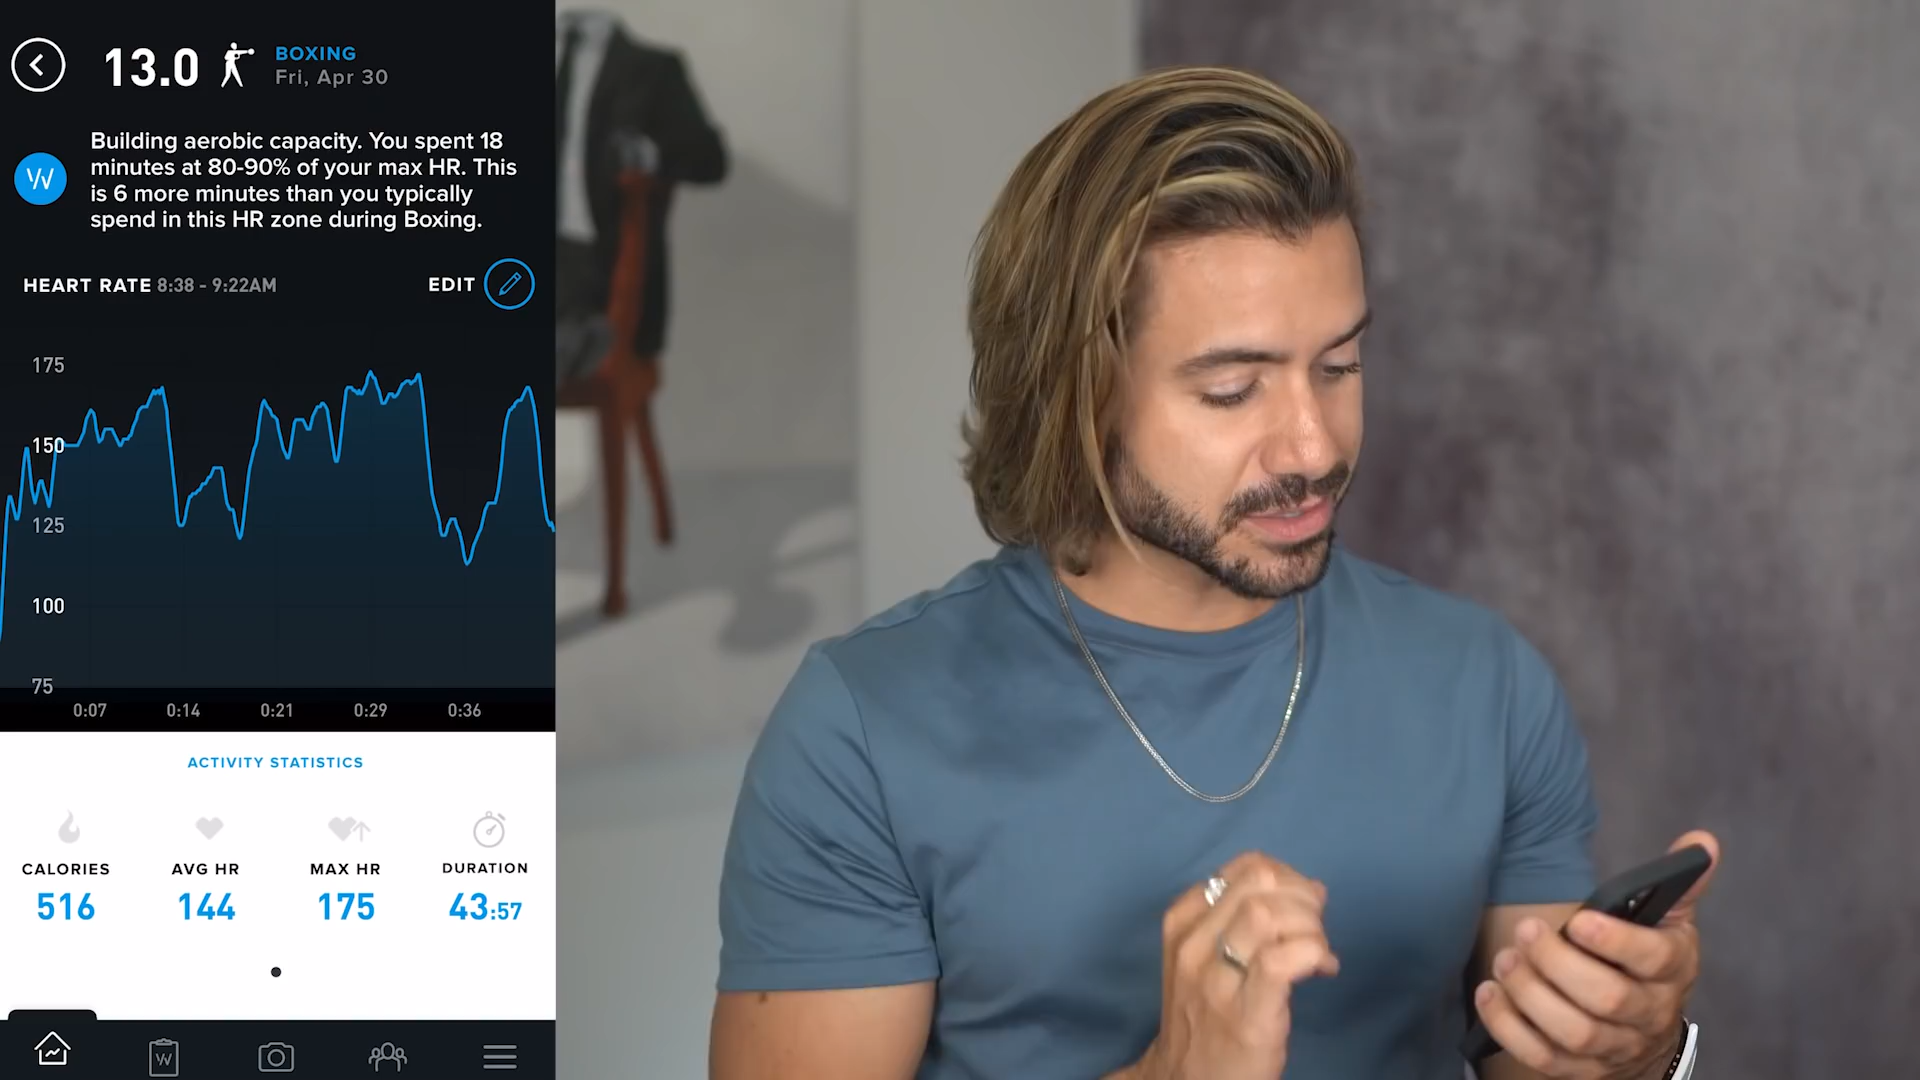 13.0
BOXING
Fri, Apr 30
Building aerobic capacity. You spent 18
minutes at 80-90% of your max HR. This
is 6 more minutes than you typically
spend in this HR zone during Boxing.
HEART RATE 8:38 - 9:22AM
EDIT
175
150
125
100
75
0:07 0:14 0:21 0:29 0:36
ACTIVITY STATISTICS
CALORIES AVG HR MAX HR DURATION
516 144 175 43:57